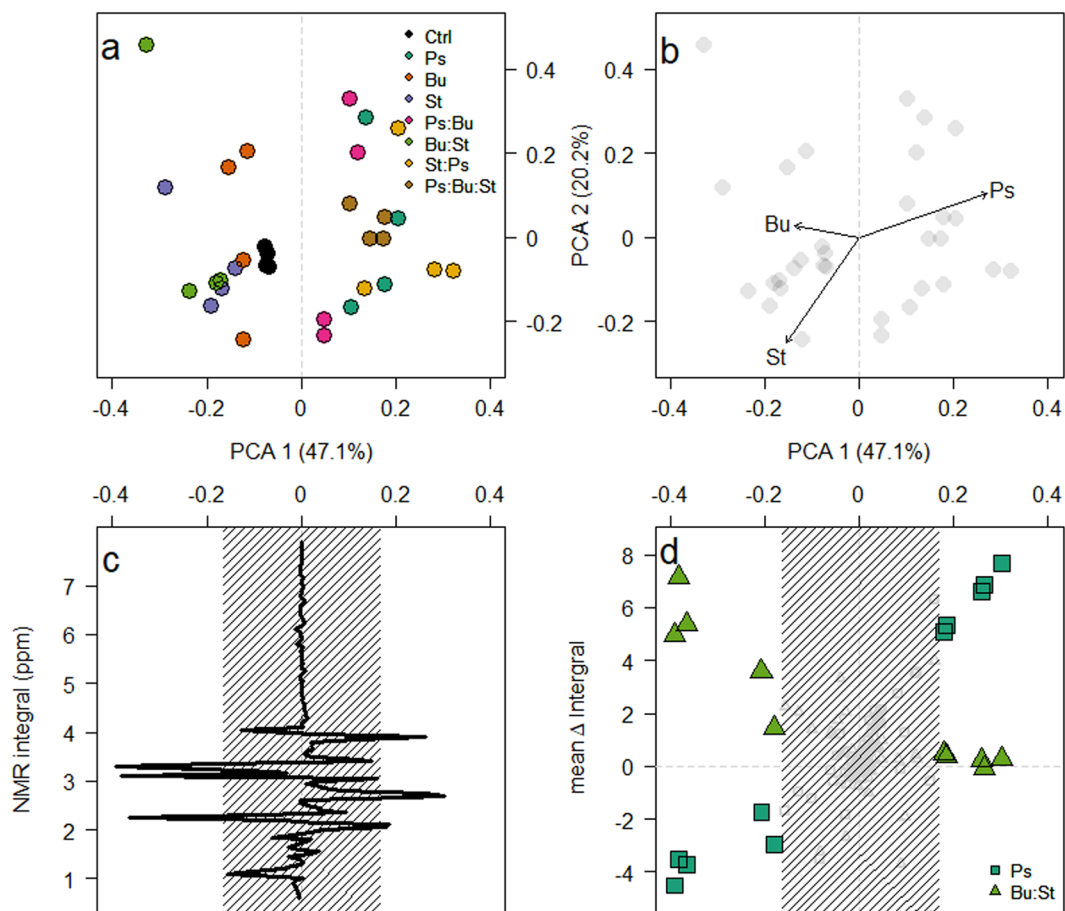 a
Ctrl
Ps
Bu
St
Ps:Bu
Bu:St
St:Ps
Ps:Bu:St
0.4
0.2
0
-0.2
-0.4 -0.2 0 0.2 0.4
PCA 1 (47.1%)
b
PCA 2 (20.2%)
0.4
0.2
0
-0.2
Ps
Bu
St
-0.4 -0.2 0 0.2 0.4
PCA 1 (47.1%)
-0.4 -0.2 0 0.2 0.4
c
NMR integral (ppm)
7
6
5
4
3
2
1
-0.4 -0.2 0 0.2 0.4
d
mean Δ Intergral
8
6
4
2
0
-2
-4
Ps
Bu:St